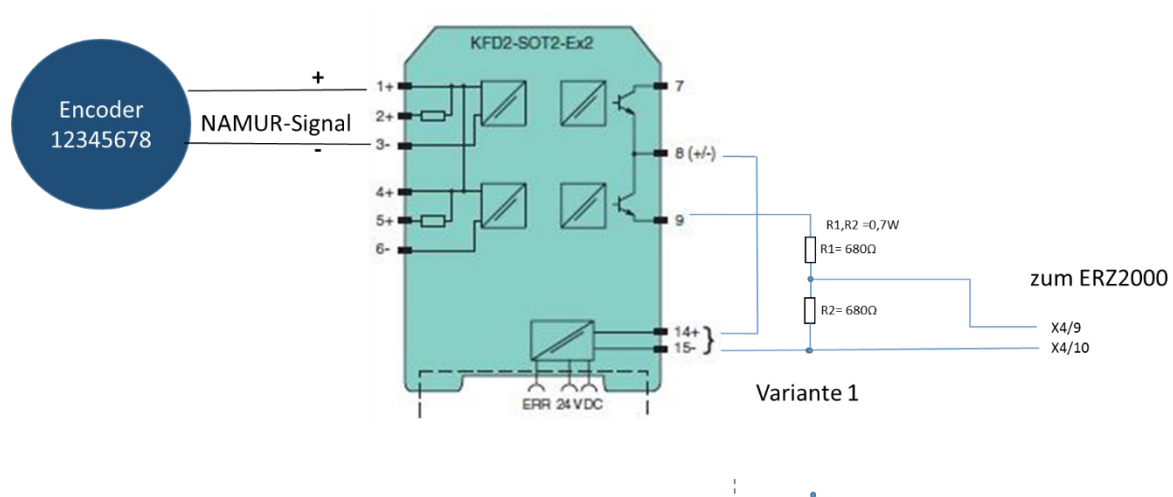 KFD2-SOT2-Ex2
Encoder
12345678
+
NAMUR-Signal
-
1+
2+
3-
4+
5+
6-
7
8 (+/-)
9
14+
15-
}
ERR 24 V DC
R1,R2 =0,7W
R1= 680Ω
R2= 680Ω
zum ERZ2000
X4/9
X4/10
Variante 1